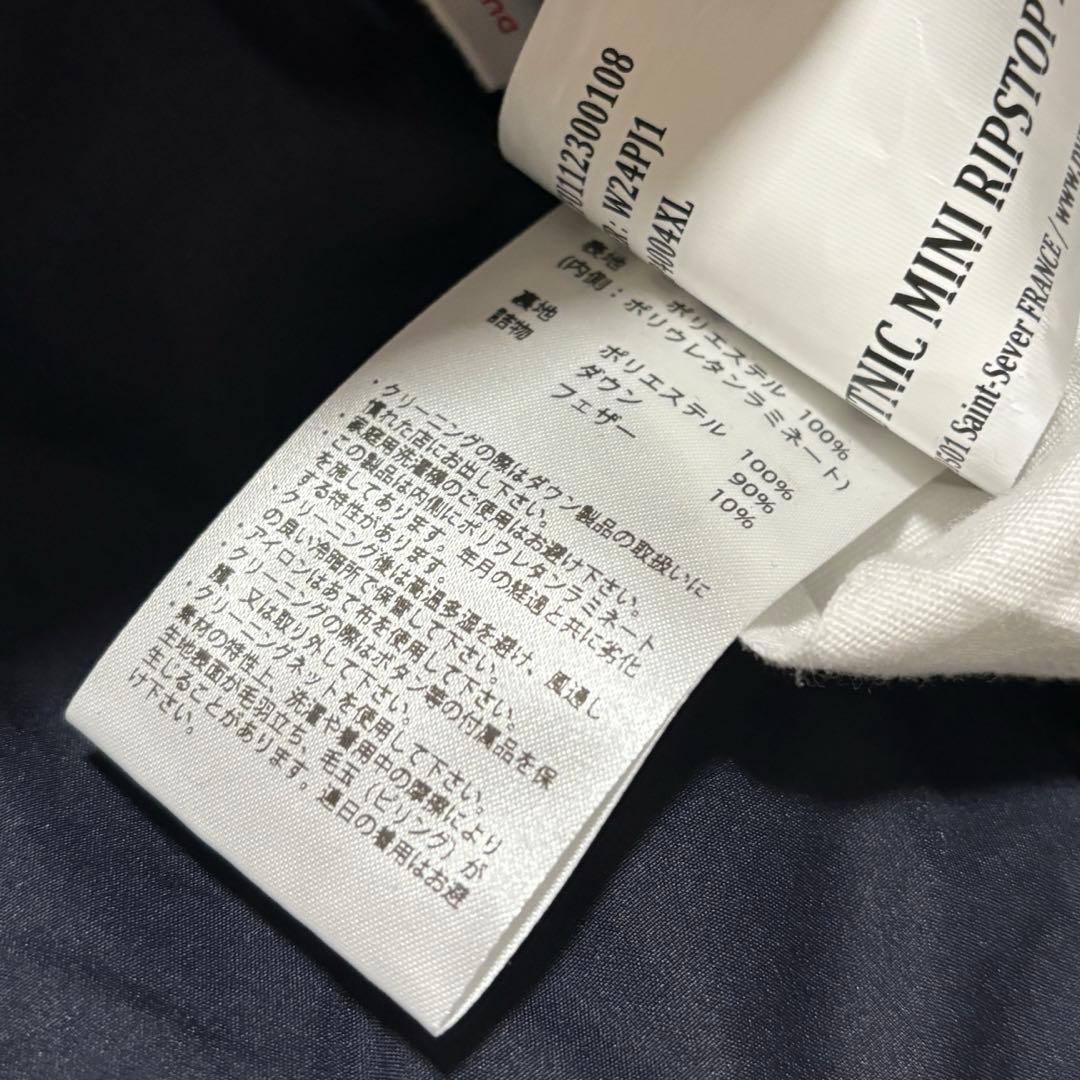 und
0112300108
: W24PJ1
4004XL
TNIC MINI RIPSTOP
501 Saint-Sever FRANCE / www.py
表地 ポリエステル 100%
(内側：ポリウレタンラミネート)
裏地 ポリエステル 100%
詰物 ダウン 90%
フェザー 10%
・クリーニングの際はダウン製品の取扱いに
慣れた店にお出し下さい。
・家庭用洗濯機のご使用はお避け下さい。
・この製品は内側にポリウレタンラミネート
を施してあります。年月の経過と共に劣化
する特性があります。
・クリーニング後は高温多湿を避け、風通し
の良い冷暗所で保管して下さい。
・アイロンはあて布を使用して下さい。
・クリーニングの際はボタン等の付属品を保
護、又は取り外して下さい。
・クリーニングネットを使用して下さい。
・素材の特性上、洗濯や着用中の摩擦により
生地表面が毛羽立ち、毛玉（ピリング）が
生じることがあります。連日の着用はお避
け下さい。